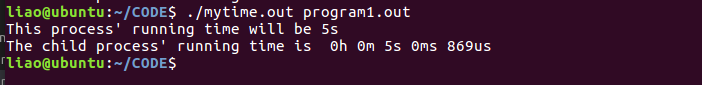 liao@ubuntu:~/CODE$ ./mytime.out program1.out
This process' running time will be 5s
The child process' running time is  0h 0m 5s 0ms 869us
liao@ubuntu:~/CODE$